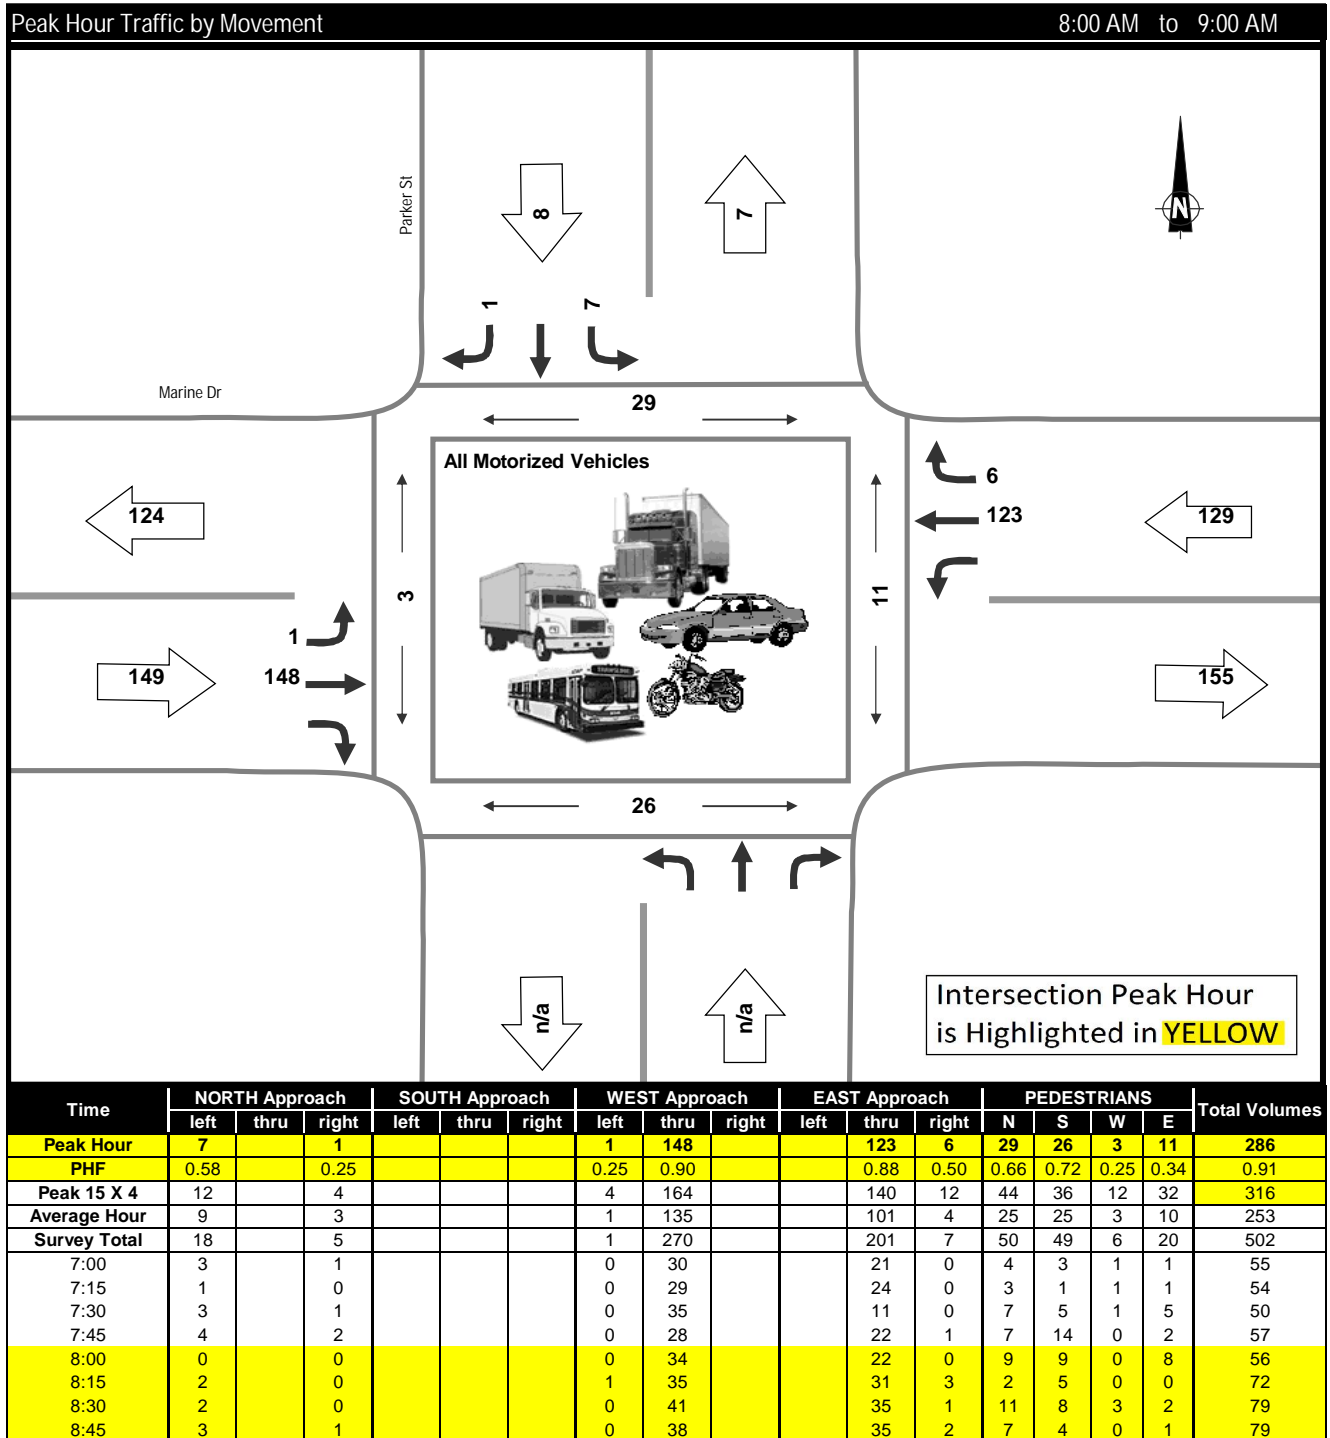 Peak Hour Traffic by Movement 8:00 AM to 9:00 AM
Parker St
8
7
N
1 7
Marine Dr
29
All Motorized Vehicles
6
124
123
129
3
11
1
149
148
155
26
n/a
n/a
Intersection Peak Hour
is Highlighted in YELLOW
Time NORTH Approach SOUTH Approach WEST Approach EAST Approach PEDESTRIANS Total Volumes
left thru right left thru right left thru right left thru right N S W E
Peak Hour 7 1 1 148 123 6 29 26 3 11 286
PHF 0.58 0.25 0.25 0.90 0.88 0.50 0.66 0.72 0.25 0.34 0.91
Peak 15 X 4 12 4 4 164 140 12 44 36 12 32 316
Average Hour 9 3 1 135 101 4 25 25 3 10 253
Survey Total 18 5 1 270 201 7 50 49 6 20 502
7:00 3 1 0 30 21 0 4 3 1 1 55
7:15 1 0 0 29 24 0 3 1 1 1 54
7:30 3 1 0 35 11 0 7 5 1 5 50
7:45 4 2 0 28 22 1 7 14 0 2 57
8:00 0 0 0 34 22 0 9 9 0 8 56
8:15 2 0 1 35 31 3 2 5 0 0 72
8:30 2 0 0 41 35 1 11 8 3 2 79
8:45 3 1 0 38 35 2 7 4 0 1 79